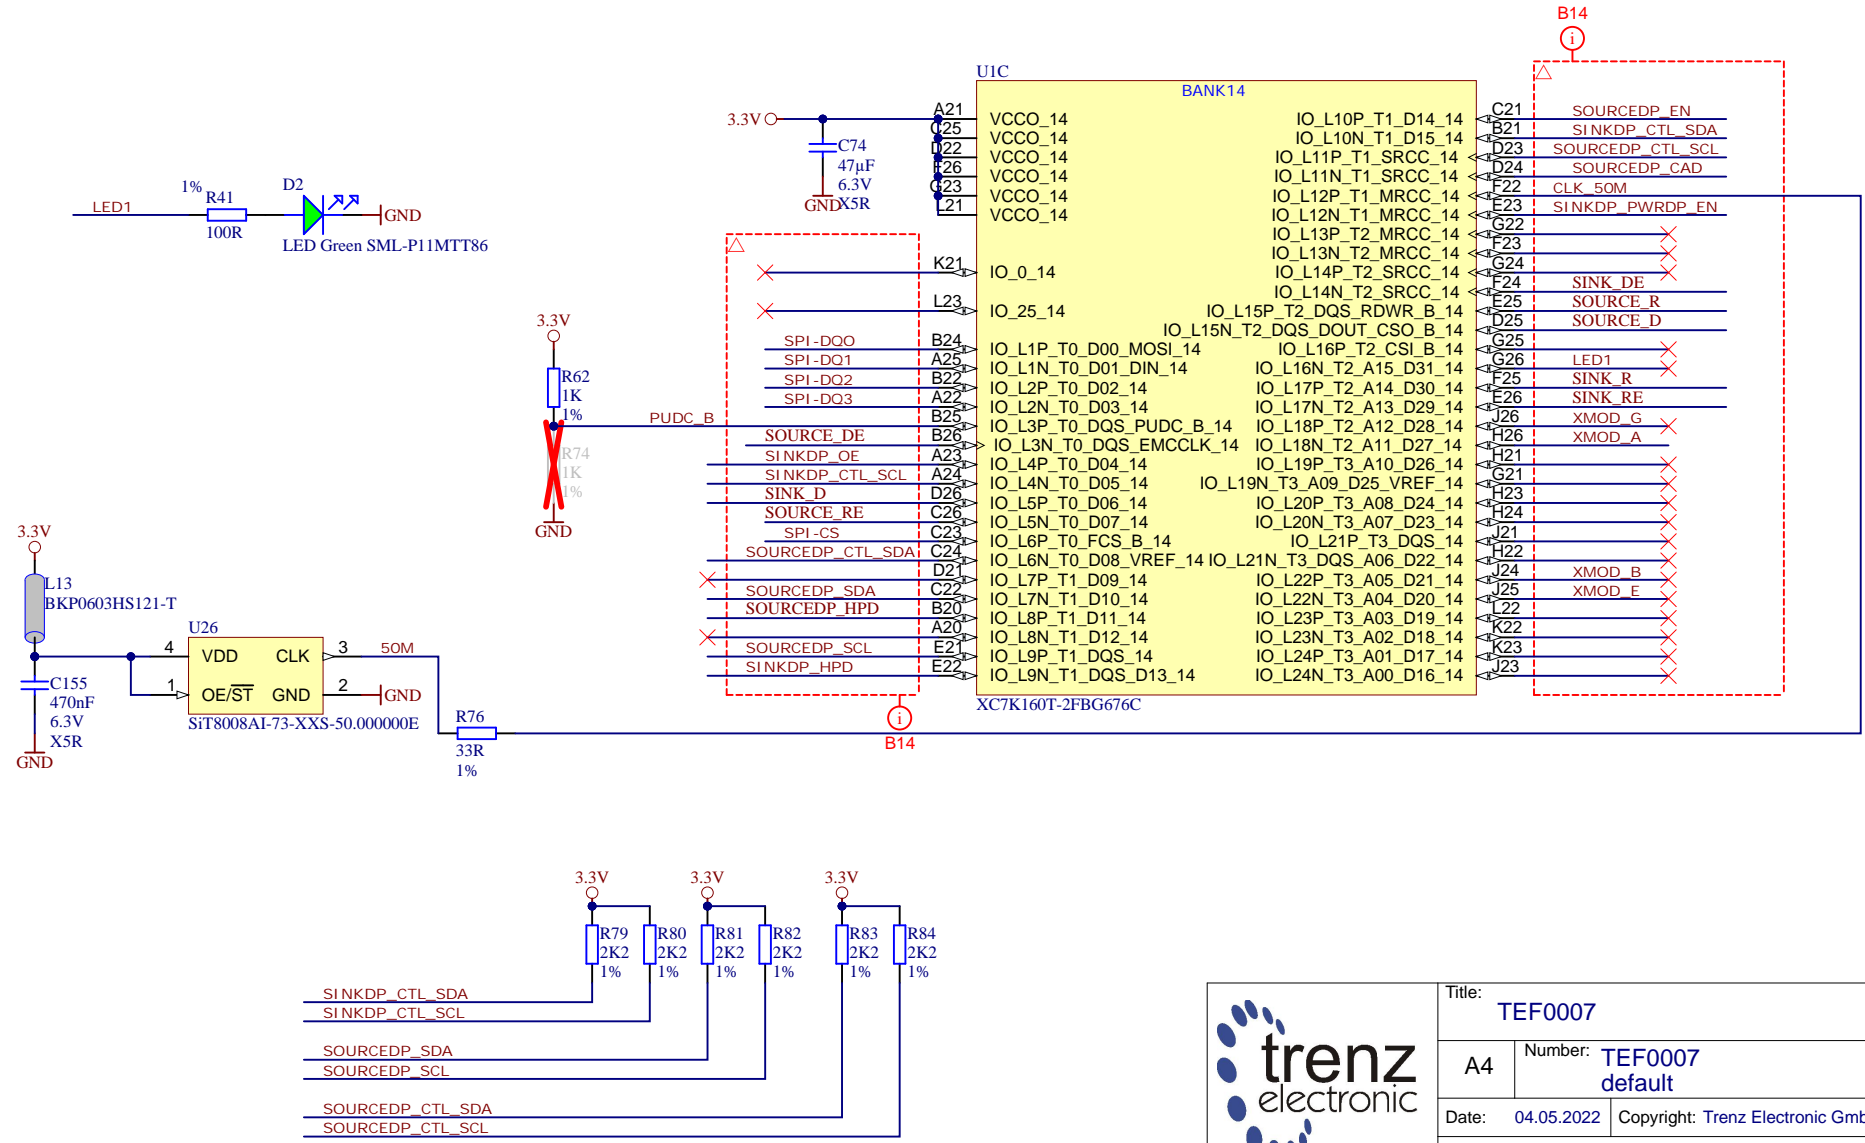 B14
i
U1C
BANK14
3.3V
C74
47µF
6.3V
X5R
GND
A21 VCCO_14
C25 VCCO_14
D22 VCCO_14
F26 VCCO_14
G23 VCCO_14
L21 VCCO_14
K21 IO_0_14
L23 IO_25_14
SPI-DQ0 B24 IO_L1P_T0_D00_MOSI_14
SPI-DQ1 A25 IO_L1N_T0_D01_DIN_14
SPI-DQ2 B22 IO_L2P_T0_D02_14
SPI-DQ3 A22 IO_L2N_T0_D03_14
PUDC_B B25 IO_L3P_T0_DQS_PUDC_B_14
SOURCE_DE B26 IO_L3N_T0_DQS_EMCCLK_14
SINKDP_OE A23 IO_L4P_T0_D04_14
SINKDP_CTL_SCL A24 IO_L4N_T0_D05_14
SINK_D D26 IO_L5P_T0_D06_14
SOURCE_RE C26 IO_L5N_T0_D07_14
SPI-CS C23 IO_L6P_T0_FCS_B_14
SOURCEDP_CTL_SDA C24 IO_L6N_T0_D08_VREF_14
D21 IO_L7P_T1_D09_14
SOURCEDP_SDA C22 IO_L7N_T1_D10_14
SOURCEDP_HPD B20 IO_L8P_T1_D11_14
A20 IO_L8N_T1_D12_14
SOURCEDP_SCL E21 IO_L9P_T1_DQS_14
SINKDP_HPD E22 IO_L9N_T1_DQS_D13_14
IO_L10P_T1_D14_14 C21 SOURCEDP_EN
IO_L10N_T1_D15_14 B21 SINKDP_CTL_SDA
IO_L11P_T1_SRCC_14 D23 SOURCEDP_CTL_SCL
IO_L11N_T1_SRCC_14 D24 SOURCEDP_CAD
IO_L12P_T1_MRCC_14 F22 CLK_50M
IO_L12N_T1_MRCC_14 E23 SINKDP_PWRDP_EN
IO_L13P_T2_MRCC_14 G22
IO_L13N_T2_MRCC_14 F23
IO_L14P_T2_SRCC_14 G24
IO_L14N_T2_SRCC_14 F24 SINK_DE
IO_L15P_T2_DQS_RDWR_B_14 E25 SOURCE_R
IO_L15N_T2_DQS_DOUT_CSO_B_14 D25 SOURCE_D
IO_L16P_T2_CSI_B_14 G25
IO_L16N_T2_A15_D31_14 G26 LED1
IO_L17P_T2_A14_D30_14 F25 SINK_R
IO_L17N_T2_A13_D29_14 E26 SINK_RE
IO_L18P_T2_A12_D28_14 J26 XMOD_G
IO_L18N_T2_A11_D27_14 H26 XMOD_A
IO_L19P_T3_A10_D26_14 H21
IO_L19N_T3_A09_D25_VREF_14 G21
IO_L20P_T3_A08_D24_14 H23
IO_L20N_T3_A07_D23_14 H24
IO_L21P_T3_DQS_14 J21
IO_L21N_T3_DQS_A06_D22_14 H22
IO_L22P_T3_A05_D21_14 J24 XMOD_B
IO_L22N_T3_A04_D20_14 J25 XMOD_E
IO_L23P_T3_A03_D19_14 L22
IO_L23N_T3_A02_D18_14 K22
IO_L24P_T3_A01_D17_14 K23
IO_L24N_T3_A00_D16_14 J23
XC7K160T-2FBG676C
i
B14
LED1
1%
R41
100R
D2
GND
LED Green SML-P11MTT86
3.3V
R62
1K
1%
R74
1K
1%
GND
3.3V
L13
BKP0603HS121-T
C155
470nF
6.3V
X5R
GND
U26
4 VDD CLK 3 50M
1 OE/ST GND 2 GND
SiT8008AI-73-XXS-50.000000E
R76
33R
1%
3.3V 3.3V 3.3V
R79 R80 R81 R82 R83 R84
2K2 2K2 2K2 2K2 2K2 2K2
1% 1% 1% 1% 1% 1%
SINKDP_CTL_SDA
SINKDP_CTL_SCL
SOURCEDP_SDA
SOURCEDP_SCL
SOURCEDP_CTL_SDA
SOURCEDP_CTL_SCL
trenz
electronic
Title:
TEF0007
A4 Number: TEF0007
default
Date: 04.05.2022 Copyright: Trenz Electronic Gmb